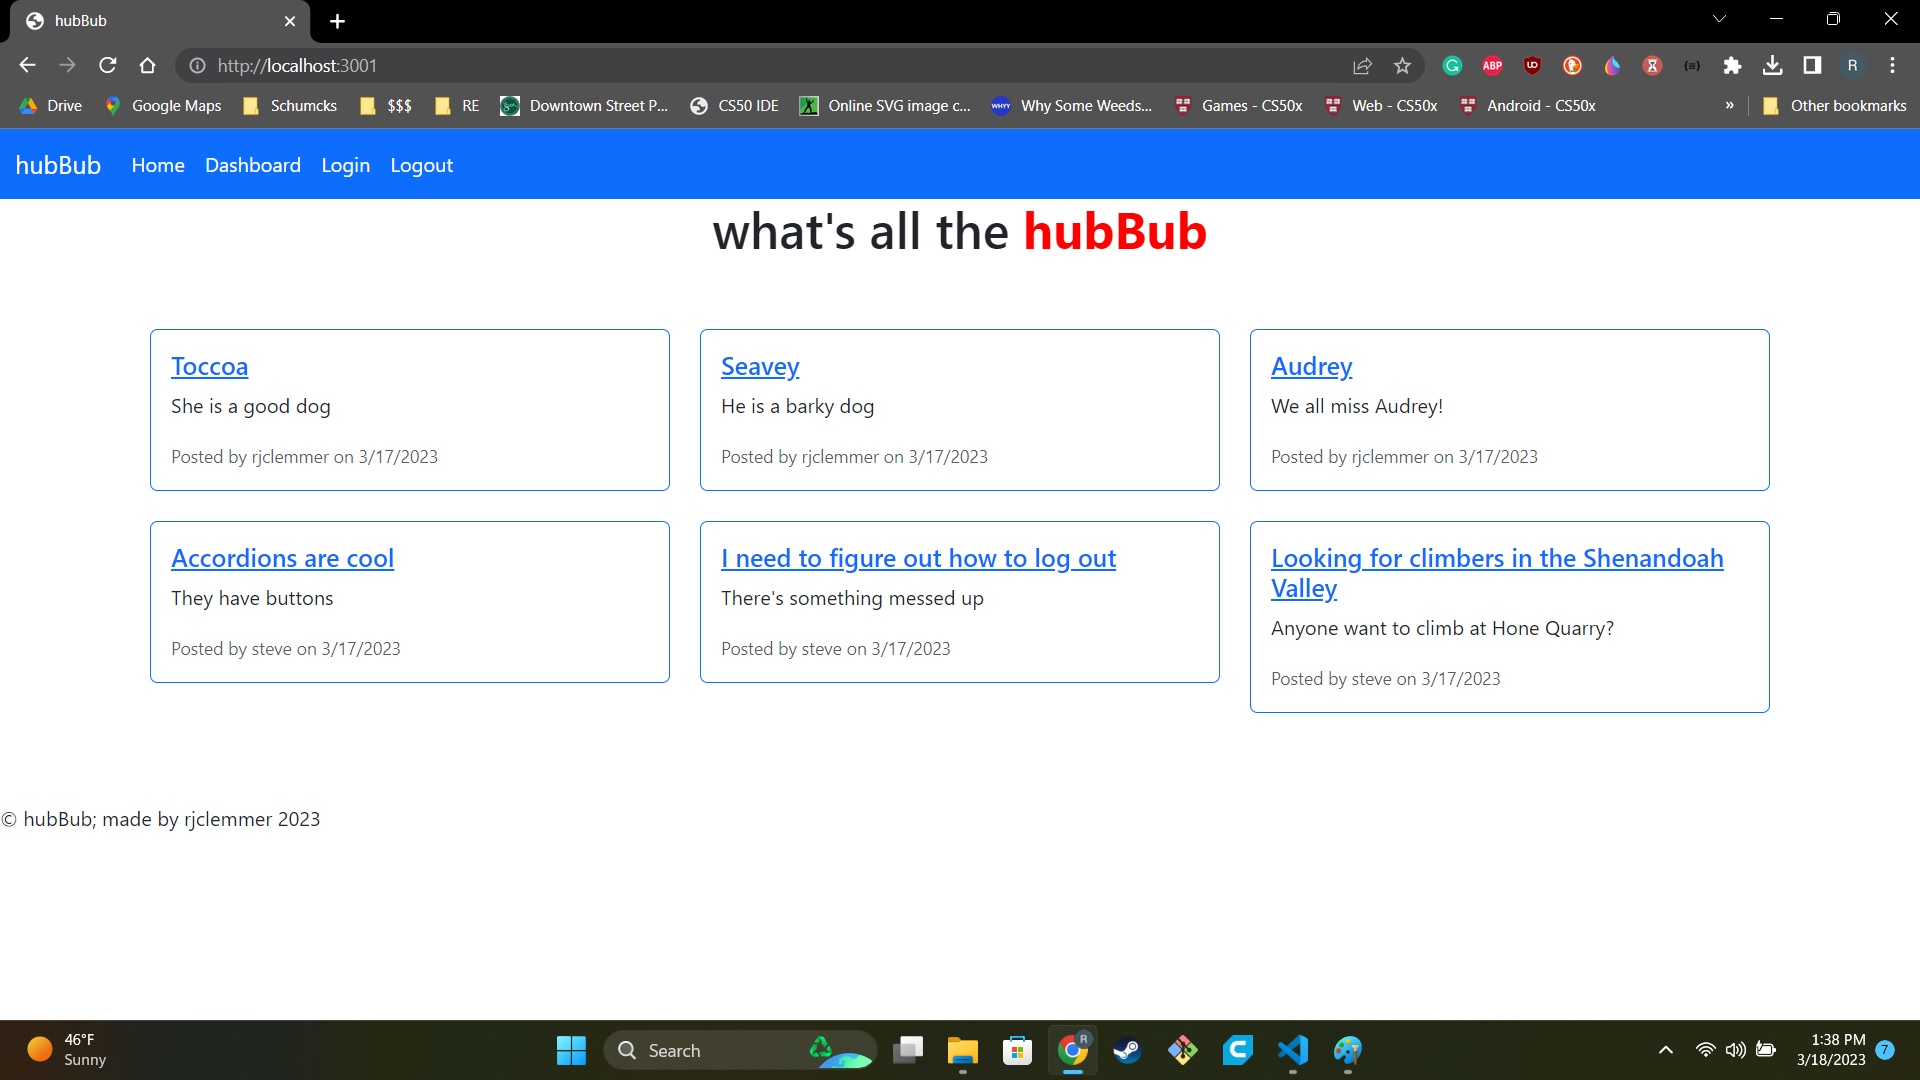 hubBub
http://localhost:3001
ABP
UD
R
Drive
Google Maps
Schumcks
$$$
RE
Downtown Street P...
CS50 IDE
Online SVG image c...
WHYY
Why Some Weeds...
Games - CS50x
Web - CS50x
Android - CS50x
»
Other bookmarks
hubBub Home Dashboard Login Logout
what's all the hubBub
Toccoa
She is a good dog
Posted by rjclemmer on 3/17/2023
Seavey
He is a barky dog
Posted by rjclemmer on 3/17/2023
Audrey
We all miss Audrey!
Posted by rjclemmer on 3/17/2023
Accordions are cool
They have buttons
Posted by steve on 3/17/2023
I need to figure out how to log out
There's something messed up
Posted by steve on 3/17/2023
Looking for climbers in the Shenandoah
Valley
Anyone want to climb at Hone Quarry?
Posted by steve on 3/17/2023
© hubBub; made by rjclemmer 2023
46°F
Sunny
Search
R
1:38 PM
3/18/2023
7